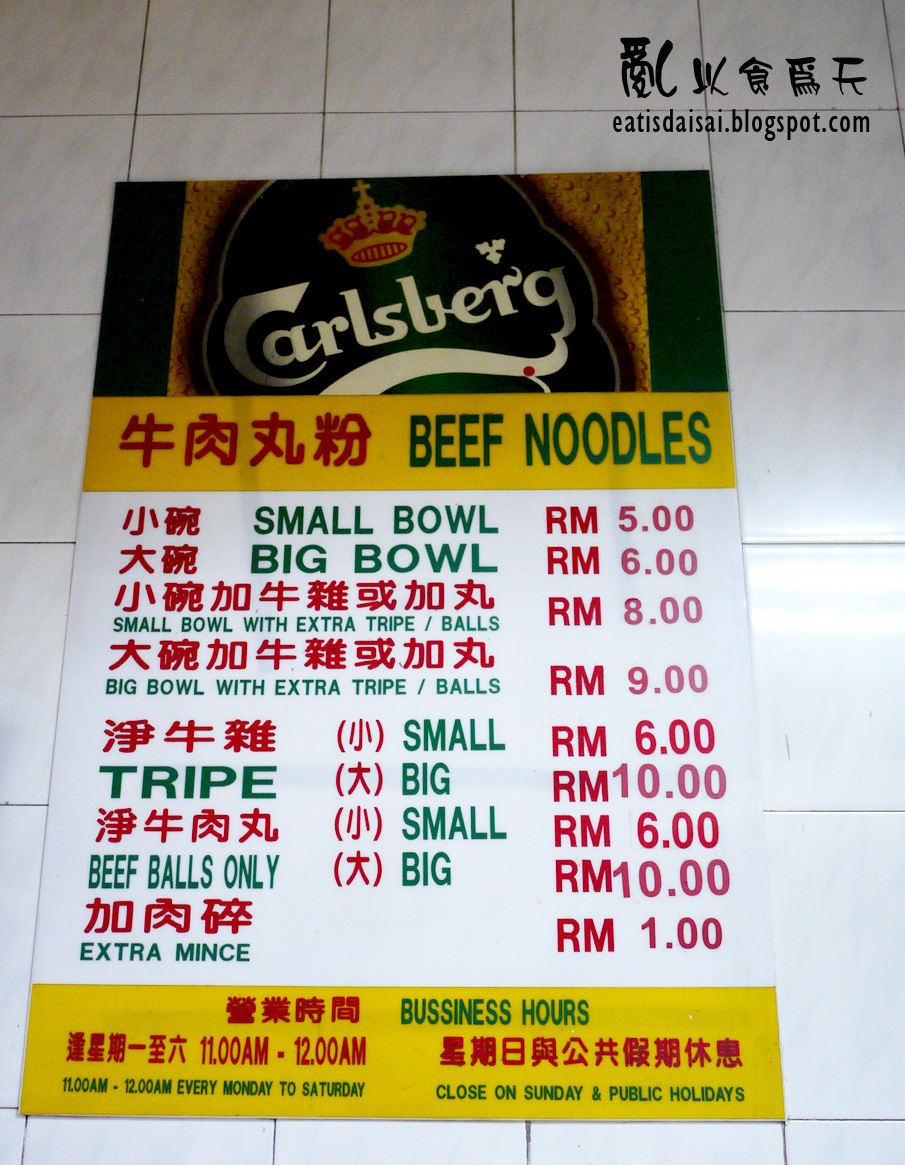 亂以食為天
eatisdaisai.blogspot.com
Carlsberg
牛肉丸粉 BEEF NOODLES
小碗 SMALL BOWL RM 5.00
大碗 BIG BOWL RM 6.00
小碗加牛雜或加丸
SMALL BOWL WITH EXTRA TRIPE / BALLS RM 8.00
大碗加牛雜或加丸
BIG BOWL WITH EXTRA TRIPE / BALLS RM 9.00
淨牛雜 (小) SMALL RM 6.00
TRIPE (大) BIG RM 10.00
淨牛肉丸 (小) SMALL RM 6.00
BEEF BALLS ONLY (大) BIG RM 10.00
加肉碎
EXTRA MINCE RM 1.00
營業時間 BUSSINESS HOURS
逢星期一至六 11.00AM - 12.00AM 星期日與公共假期休息
11.00AM - 12.00AM EVERY MONDAY TO SATURDAY CLOSE ON SUNDAY & PUBLIC HOLIDAYS